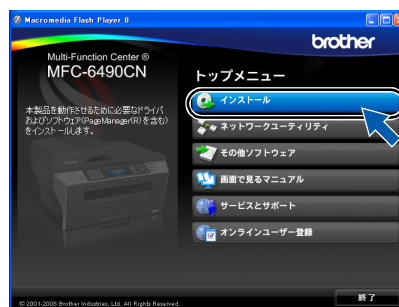 Macromedia Flash Player 8
brother
Multi-Function Center ®
MFC-6490CN
トップメニュー
本製品を動作させるために必要なドライバ
およびソフトウェア(PageManager(R)を含む)
をインストールします。
インストール
ネットワークユーティリティ
その他ソフトウェア
画面で見るマニュアル
サービスとサポート
オンラインユーザー登録
© 2001-2008 Brother Industries, Ltd. All Rights Reserved.
終了